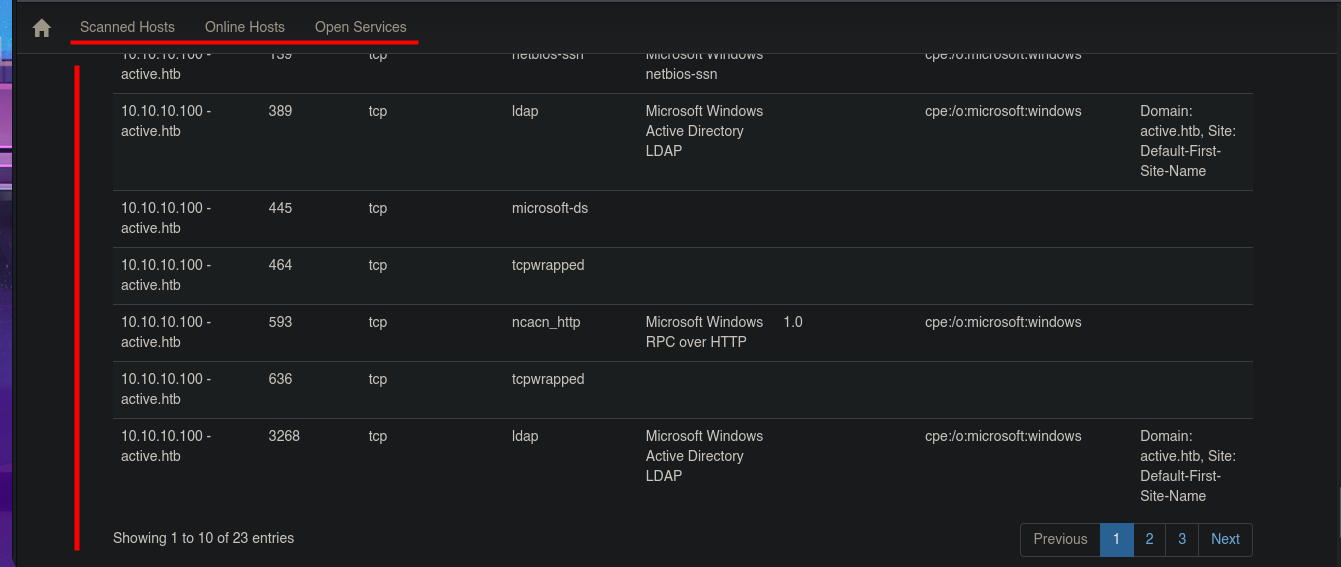 Scanned Hosts Online Hosts Open Services
10.10.10.100 - 139 tcp netbios-ssn Microsoft Windows cpe:/o:microsoft:windows
active.htb netbios-ssn
10.10.10.100 - 389 tcp ldap Microsoft Windows cpe:/o:microsoft:windows Domain:
active.htb Active Directory active.htb, Site:
LDAP Default-First-
Site-Name
10.10.10.100 - 445 tcp microsoft-ds
active.htb
10.10.10.100 - 464 tcp tcpwrapped
active.htb
10.10.10.100 - 593 tcp ncacn_http Microsoft Windows 1.0 cpe:/o:microsoft:windows
active.htb RPC over HTTP
10.10.10.100 - 636 tcp tcpwrapped
active.htb
10.10.10.100 - 3268 tcp ldap Microsoft Windows cpe:/o:microsoft:windows Domain:
active.htb Active Directory active.htb, Site:
LDAP Default-First-
Site-Name
Showing 1 to 10 of 23 entries Previous 1 2 3 Next